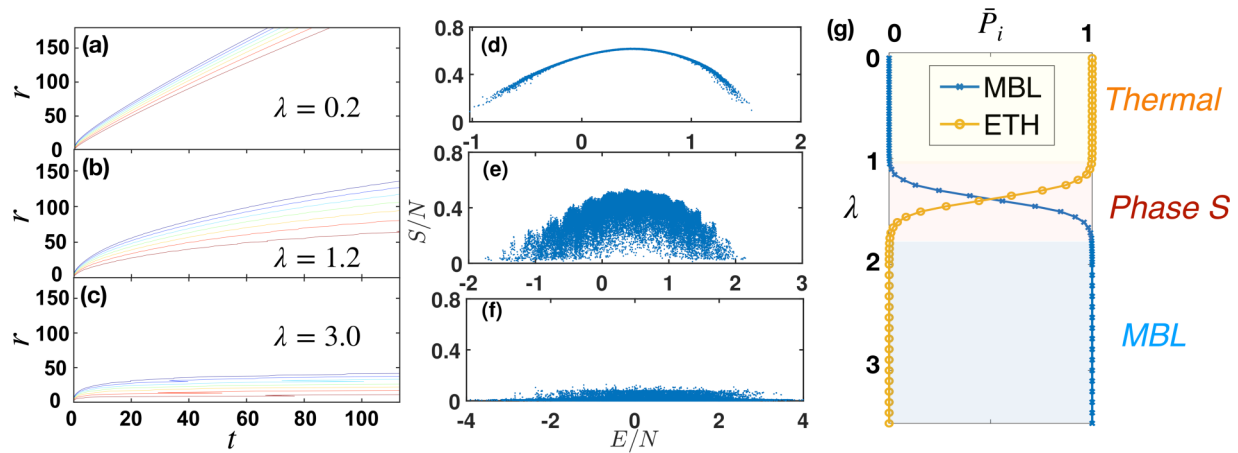 (a)
150
100
50
0
r
λ = 0.2
(b)
150
100
50
0
r
λ = 1.2
(c)
150
100
50
0
r
λ = 3.0
0 20 40 60 80 100
t
0.8
0.4
0
(d)
-1 0 1 2
0.8
0.4
0
(e)
S/N
-2 -1 0 1 2 3
0.8
0.4
0
(f)
-4 -2 0 2 4
E/N
(g)
P̄i
0 1
0
1
2
3
λ
MBL
ETH
Thermal
Phase S
MBL